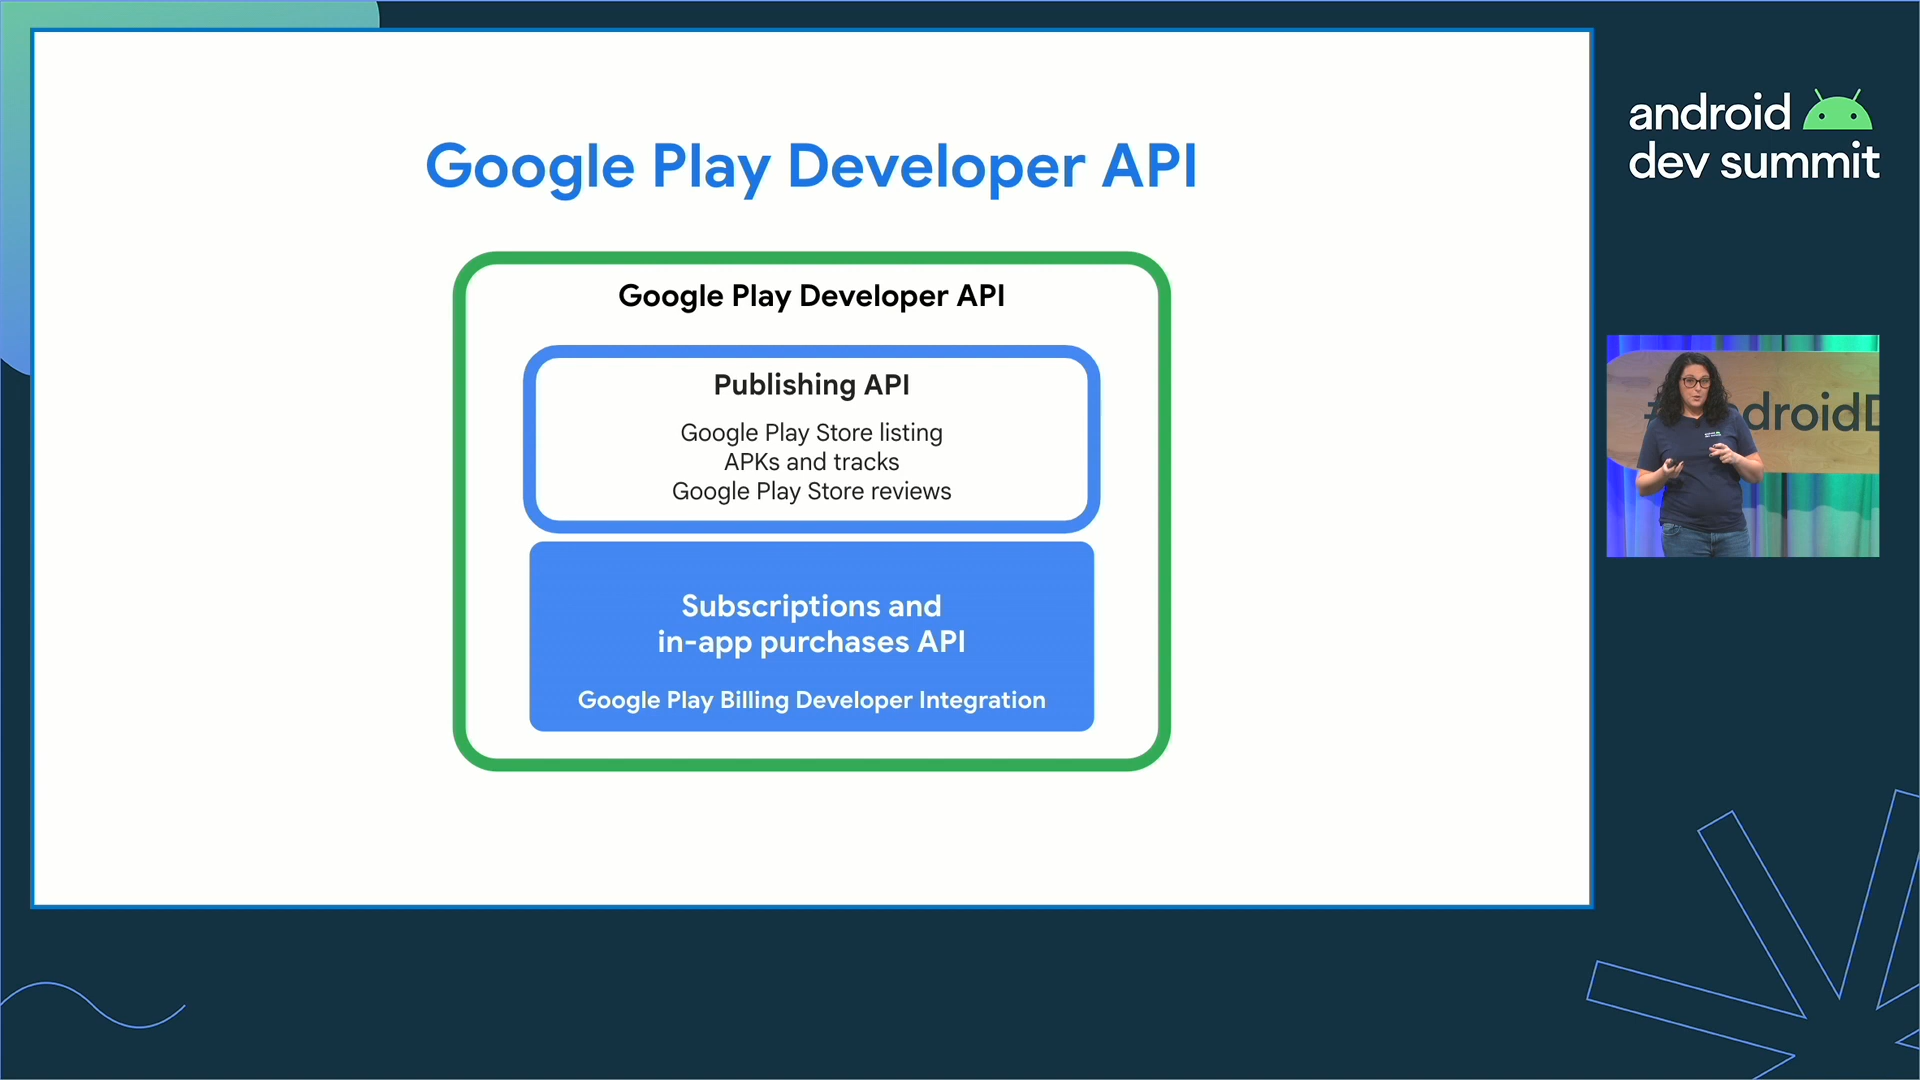 Google Play Developer API
Google Play Developer API
Publishing API
Google Play Store listing
APKs and tracks
Google Play Store reviews
Subscriptions and
in-app purchases API
Google Play Billing Developer Integration
android
dev summit